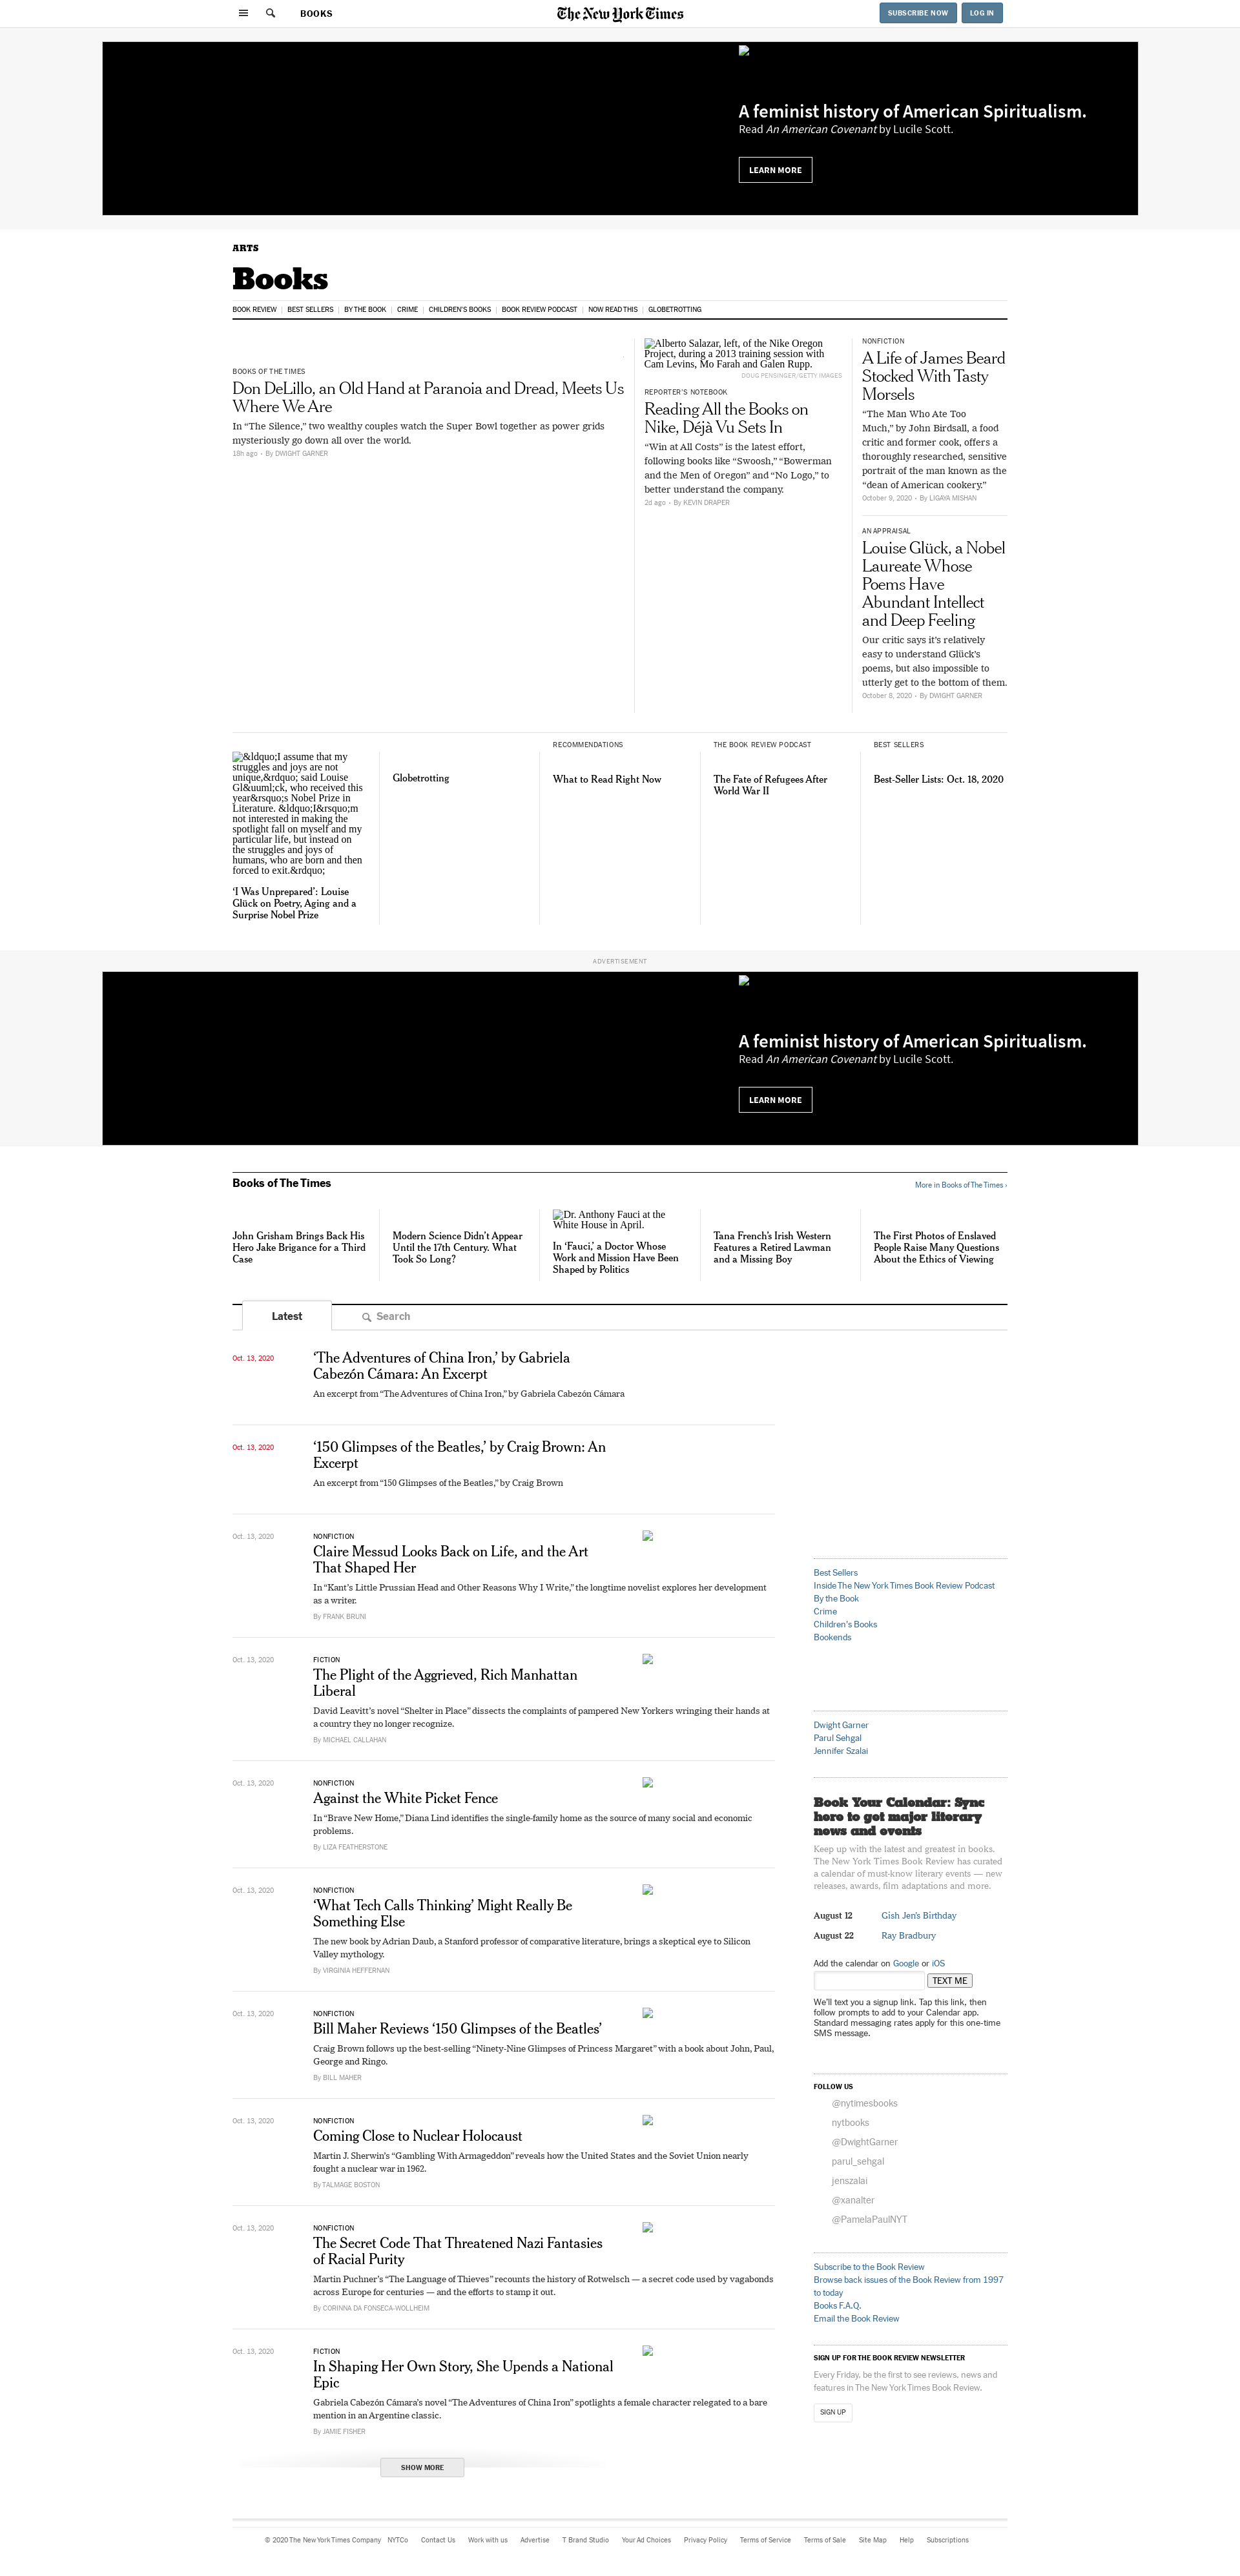 BOOKS
The New York Times
SUBSCRIBE NOW
LOG IN
A feminist history of American Spiritualism.
Read An American Covenant by Lucile Scott.
LEARN MORE
ARTS
Books
BOOK REVIEW
BEST SELLERS
BY THE BOOK
CRIME
CHILDREN'S BOOKS
BOOK REVIEW PODCAST
NOW READ THIS
GLOBETROTTING
BOOKS OF THE TIMES
Don DeLillo, an Old Hand at Paranoia and Dread, Meets Us
Where We Are
In “The Silence,” two wealthy couples watch the Super Bowl together as power grids
mysteriously go down all over the world.
18h ago • By DWIGHT GARNER
Alberto Salazar, left, of the Nike Oregon
Project, during a 2013 training session with
Cam Levins, Mo Farah and Galen Rupp.
DOUG PENSINGER/GETTY IMAGES
REPORTER’S NOTEBOOK
Reading All the Books on
Nike, Déjà Vu Sets In
“Win at All Costs” is the latest effort,
following books like “Swoosh,” “Bowerman
and the Men of Oregon” and “No Logo,” to
better understand the company.
2d ago • By KEVIN DRAPER
NONFICTION
A Life of James Beard
Stocked With Tasty
Morsels
“The Man Who Ate Too
Much,” by John Birdsall, a food
critic and former cook, offers a
thoroughly researched, sensitive
portrait of the man known as the
“dean of American cookery.”
October 9, 2020 • By LIGAYA MISHAN
AN APPRAISAL
Louise Glück, a Nobel
Laureate Whose
Poems Have
Abundant Intellect
and Deep Feeling
Our critic says it’s relatively
easy to understand Glück’s
poems, but also impossible to
utterly get to the bottom of them.
October 8, 2020 • By DWIGHT GARNER
&ldquo;I assume that my
struggles and joys are not
unique,&rdquo; said Louise
Gl&uuml;ck, who received this
year&rsquo;s Nobel Prize in
Literature. &ldquo;I&rsquo;m
not interested in making the
spotlight fall on myself and my
particular life, but instead on
the struggles and joys of
humans, who are born and then
forced to exit.&rdquo;
‘I Was Unprepared’: Louise
Glück on Poetry, Aging and a
Surprise Nobel Prize
Globetrotting
RECOMMENDATIONS
What to Read Right Now
THE BOOK REVIEW PODCAST
The Fate of Refugees After
World War II
BEST SELLERS
Best-Seller Lists: Oct. 18, 2020
ADVERTISEMENT
A feminist history of American Spiritualism.
Read An American Covenant by Lucile Scott.
LEARN MORE
Books of The Times
More in Books of The Times ›
John Grisham Brings Back His
Hero Jake Brigance for a Third
Case
Modern Science Didn’t Appear
Until the 17th Century. What
Took So Long?
Dr. Anthony Fauci at the
White House in April.
In ‘Fauci,’ a Doctor Whose
Work and Mission Have Been
Shaped by Politics
Tana French’s Irish Western
Features a Retired Lawman
and a Missing Boy
The First Photos of Enslaved
People Raise Many Questions
About the Ethics of Viewing
Latest
Search
Oct. 13, 2020
‘The Adventures of China Iron,’ by Gabriela
Cabezón Cámara: An Excerpt
An excerpt from “The Adventures of China Iron,” by Gabriela Cabezón Cámara
Oct. 13, 2020
‘150 Glimpses of the Beatles,’ by Craig Brown: An
Excerpt
An excerpt from “150 Glimpses of the Beatles,” by Craig Brown
Oct. 13, 2020
NONFICTION
Claire Messud Looks Back on Life, and the Art
That Shaped Her
In “Kant’s Little Prussian Head and Other Reasons Why I Write,” the longtime novelist explores her development
as a writer.
By FRANK BRUNI
Oct. 13, 2020
FICTION
The Plight of the Aggrieved, Rich Manhattan
Liberal
David Leavitt’s novel “Shelter in Place” dissects the complaints of pampered New Yorkers wringing their hands at
a country they no longer recognize.
By MICHAEL CALLAHAN
Oct. 13, 2020
NONFICTION
Against the White Picket Fence
In “Brave New Home,” Diana Lind identifies the single-family home as the source of many social and economic
problems.
By LIZA FEATHERSTONE
Oct. 13, 2020
NONFICTION
‘What Tech Calls Thinking’ Might Really Be
Something Else
The new book by Adrian Daub, a Stanford professor of comparative literature, brings a skeptical eye to Silicon
Valley mythology.
By VIRGINIA HEFFERNAN
Oct. 13, 2020
NONFICTION
Bill Maher Reviews ‘150 Glimpses of the Beatles’
Craig Brown follows up the best-selling “Ninety-Nine Glimpses of Princess Margaret” with a book about John, Paul,
George and Ringo.
By BILL MAHER
Oct. 13, 2020
NONFICTION
Coming Close to Nuclear Holocaust
Martin J. Sherwin’s “Gambling With Armageddon” reveals how the United States and the Soviet Union nearly
fought a nuclear war in 1962.
By TALMAGE BOSTON
Oct. 13, 2020
NONFICTION
The Secret Code That Threatened Nazi Fantasies
of Racial Purity
Martin Puchner’s “The Language of Thieves” recounts the history of Rotwelsch — a secret code used by vagabonds
across Europe for centuries — and the efforts to stamp it out.
By CORINNA DA FONSECA-WOLLHEIM
Oct. 13, 2020
FICTION
In Shaping Her Own Story, She Upends a National
Epic
Gabriela Cabezón Cámara’s novel “The Adventures of China Iron” spotlights a female character relegated to a bare
mention in an Argentine classic.
By JAMIE FISHER
SHOW MORE
Best Sellers
Inside The New York Times Book Review Podcast
By the Book
Crime
Children's Books
Bookends
Dwight Garner
Parul Sehgal
Jennifer Szalai
Book Your Calendar: Sync
here to get major literary
news and events
Keep up with the latest and greatest in books.
The New York Times Book Review has curated
a calendar of must-know literary events — new
releases, awards, film adaptations and more.
August 12 Gish Jen’s Birthday
August 22 Ray Bradbury
Add the calendar on Google or iOS
TEXT ME
We’ll text you a signup link. Tap this link, then
follow prompts to add to your Calendar app.
Standard messaging rates apply for this one-time
SMS message.
FOLLOW US
@nytimesbooks
nytbooks
@DwightGarner
parul_sehgal
jenszalai
@xanalter
@PamelaPaulNYT
Subscribe to the Book Review
Browse back issues of the Book Review from 1997
to today
Books F.A.Q.
Email the Book Review
SIGN UP FOR THE BOOK REVIEW NEWSLETTER
Every Friday, be the first to see reviews, news and
features in The New York Times Book Review.
SIGN UP
© 2020 The New York Times Company
NYTCo
Contact Us
Work with us
Advertise
T Brand Studio
Your Ad Choices
Privacy Policy
Terms of Service
Terms of Sale
Site Map
Help
Subscriptions